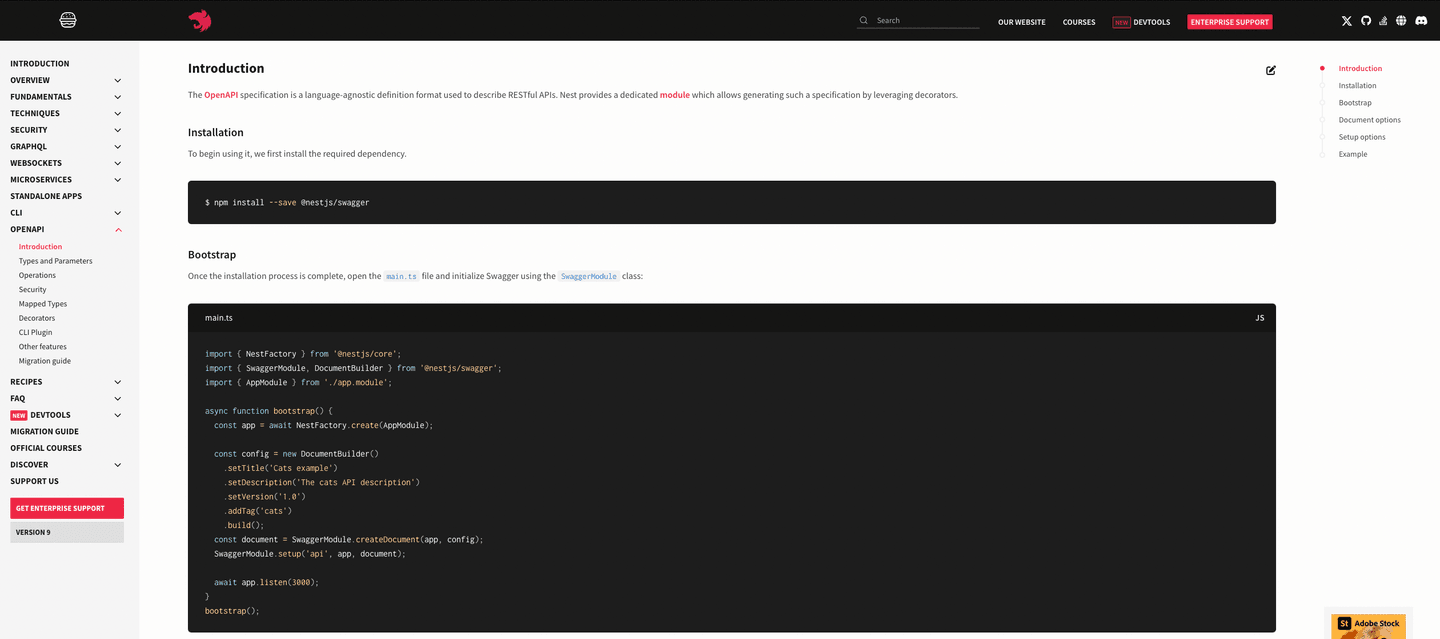 Search
OUR WEBSITE
COURSES
NEW DEVTOOLS
ENTERPRISE SUPPORT
INTRODUCTION
OVERVIEW
FUNDAMENTALS
TECHNIQUES
SECURITY
GRAPHQL
WEBSOCKETS
MICROSERVICES
STANDALONE APPS
CLI
OPENAPI
Introduction
Types and Parameters
Operations
Security
Mapped Types
Decorators
CLI Plugin
Other features
Migration guide
RECIPES
FAQ
NEW DEVTOOLS
MIGRATION GUIDE
OFFICIAL COURSES
DISCOVER
SUPPORT US
GET ENTERPRISE SUPPORT
VERSION 9
Introduction
The OpenAPI specification is a language-agnostic definition format used to describe RESTful APIs. Nest provides a dedicated module which allows generating such a specification by leveraging decorators.
Installation
To begin using it, we first install the required dependency.
$ npm install --save @nestjs/swagger
Bootstrap
Once the installation process is complete, open the main.ts file and initialize Swagger using the SwaggerModule class:
main.ts
JS
import { NestFactory } from '@nestjs/core';
import { SwaggerModule, DocumentBuilder } from '@nestjs/swagger';
import { AppModule } from './app.module';
async function bootstrap() {
const app = await NestFactory.create(AppModule);
const config = new DocumentBuilder()
.setTitle('Cats example')
.setDescription('The cats API description')
.setVersion('1.0')
.addTag('cats')
.build();
const document = SwaggerModule.createDocument(app, config);
SwaggerModule.setup('api', app, document);
await app.listen(3000);
}
bootstrap();
Introduction
Installation
Bootstrap
Document options
Setup options
Example
St Adobe Stock